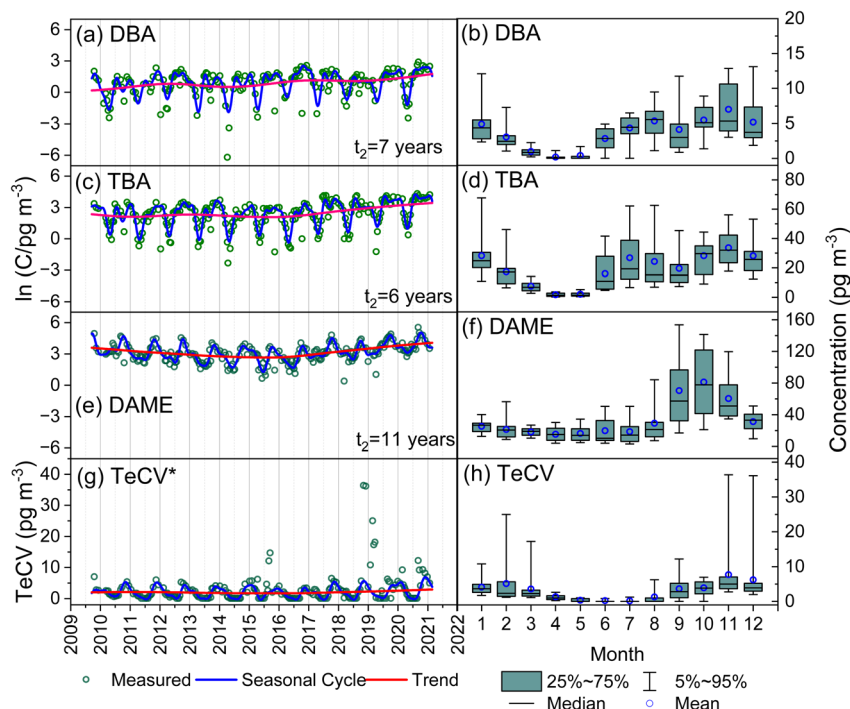 (a) DBA
t2=7 years
6
3
0
−3
−6
(b) DBA
20
15
10
5
0
(c) TBA
t2=6 years
6
3
0
−3
−6
(d) TBA
80
60
40
20
0
ln (C/pg m-3)
Concentration (pg m-3)
(e) DAME
t2=11 years
6
3
0
−3
−6
(f) DAME
160
120
80
40
0
(g) TeCV*
TeCV (pg m-3)
40
30
20
10
0
(h) TeCV
40
30
20
10
0
2009 2010 2011 2012 2013 2014 2015 2016 2017 2018 2019 2020 2021 2022
1 2 3 4 5 6 7 8 9 10 11 12
Month
Measured Seasonal Cycle Trend
25%~75% 5%~95%
Median Mean